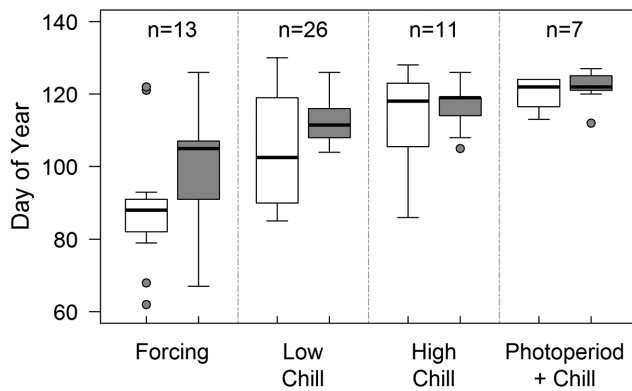 n=13 n=26 n=11 n=7
140
120
100
80
60
Day of Year
Forcing Low Chill High Chill Photoperiod + Chill